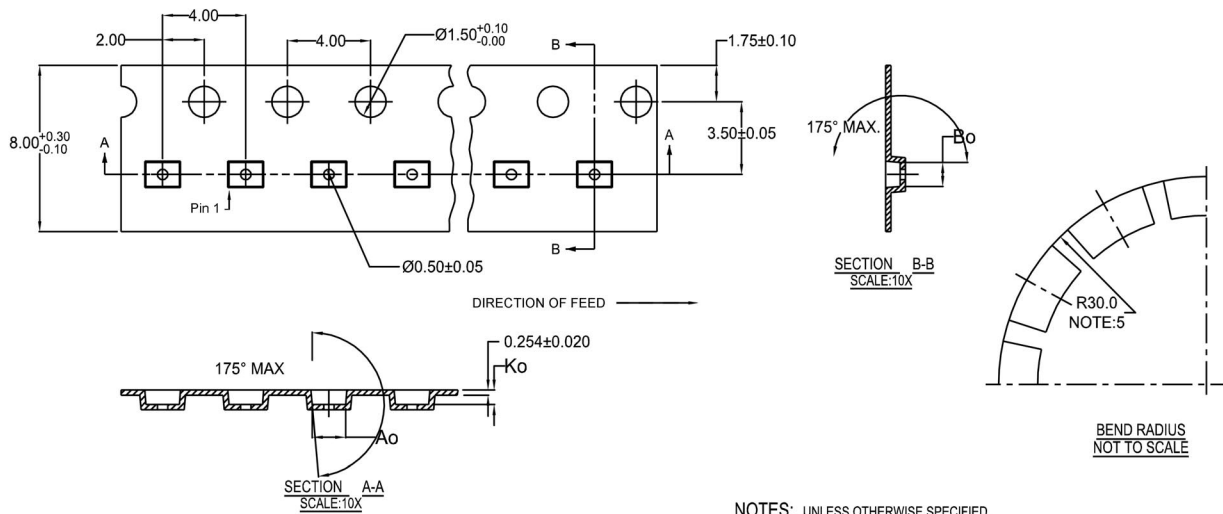 4.00
2.00
4.00
Ø1.50+0.10
-0.00
B
1.75±0.10
8.00+0.30
-0.10
A
3.50±0.05
A
175° MAX.
Bo
Pin 1
B
Ø0.50±0.05
SECTION B-B
SCALE:10X
DIRECTION OF FEED
R30.0
NOTE:5
0.254±0.020
175° MAX
Ko
Ao
BEND RADIUS
NOT TO SCALE
SECTION A-A
SCALE:10X
NOTES: UNLESS OTHERWISE SPECIFIED